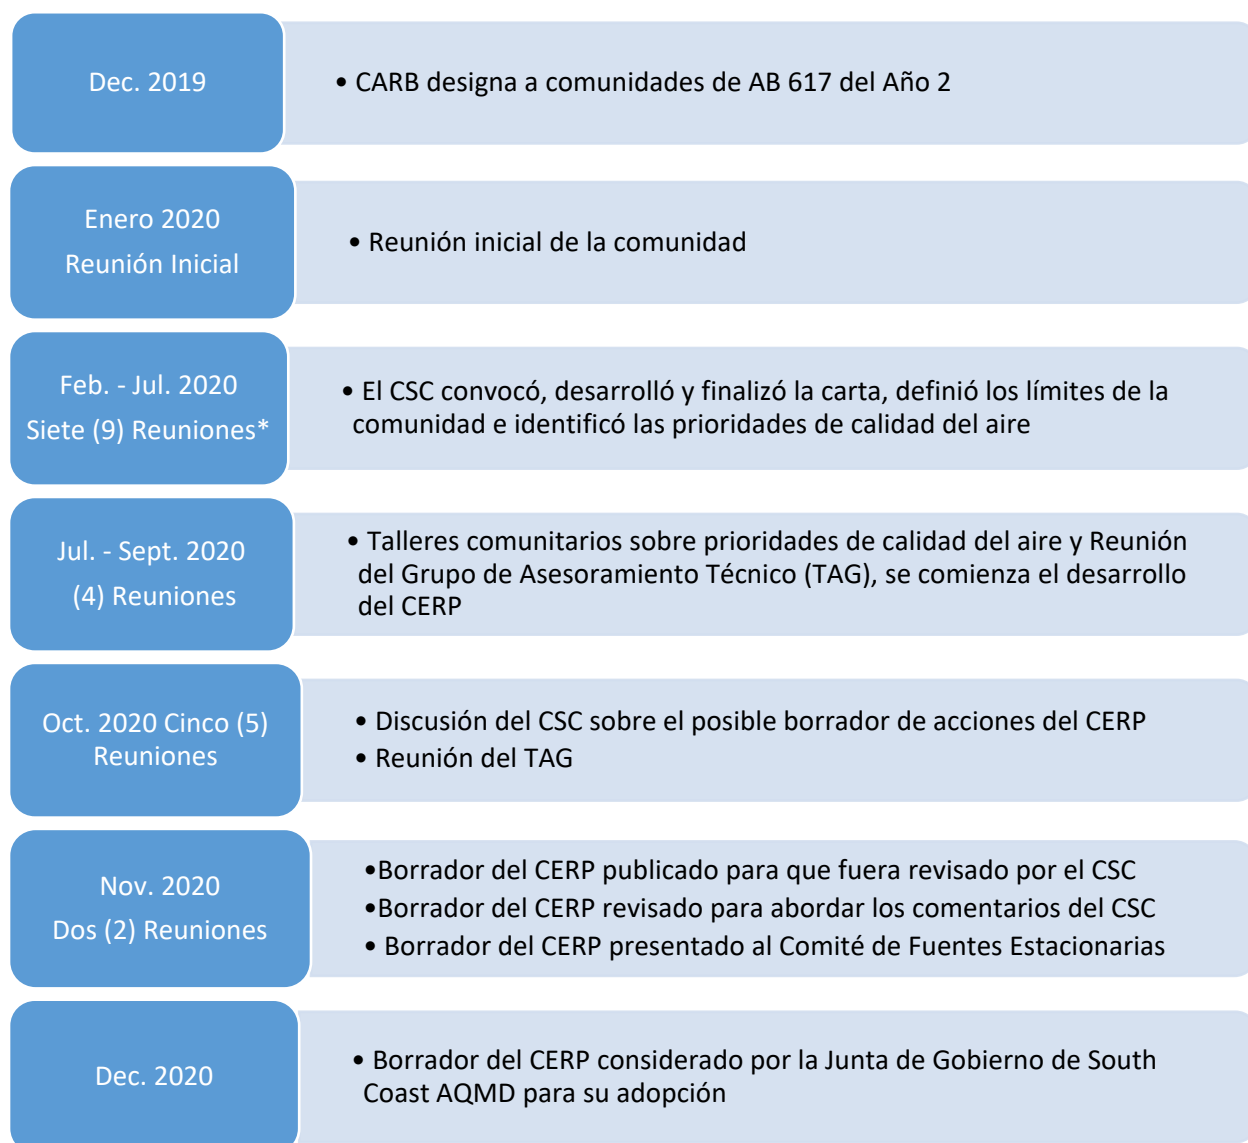 Dec. 2019
• CARB designa a comunidades de AB 617 del Año 2
Enero 2020
Reunión Inicial
• Reunión inicial de la comunidad
Feb. - Jul. 2020
Siete (9) Reuniones*
• El CSC convocó, desarrolló y finalizó la carta, definió los límites de la
comunidad e identificó las prioridades de calidad del aire
Jul. - Sept. 2020
(4) Reuniones
• Talleres comunitarios sobre prioridades de calidad del aire y Reunión
del Grupo de Asesoramiento Técnico (TAG), se comienza el desarrollo
del CERP
Oct. 2020 Cinco (5)
Reuniones
• Discusión del CSC sobre el posible borrador de acciones del CERP
• Reunión del TAG
Nov. 2020
Dos (2) Reuniones
•Borrador del CERP publicado para que fuera revisado por el CSC
•Borrador del CERP revisado para abordar los comentarios del CSC
• Borrador del CERP presentado al Comité de Fuentes Estacionarias
Dec. 2020
• Borrador del CERP considerado por la Junta de Gobierno de South
Coast AQMD para su adopción